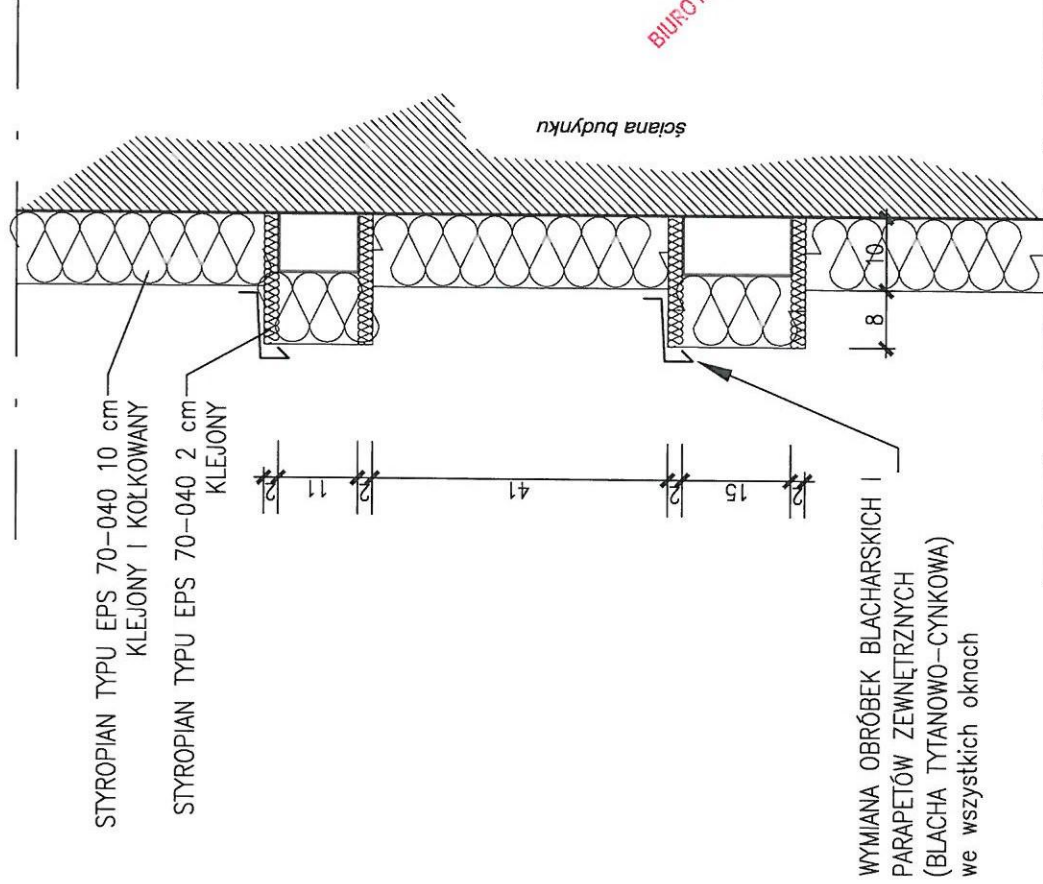 STYROPIAN TYPU EPS 70-040 10 cm
KLEJONY I KOŁKOWANY
STYROPIAN TYPU EPS 70-040 2 cm
KLEJONY
ściana budynku
2
11
2
41
2
15
2
8
10
WYMIANA OBRÓBEK BLACHARSKICH I
PARAPETÓW ZEWNĘTRZNYCH
(BLACHA TYTANOWO-CYNKOWA)
we wszystkich oknach